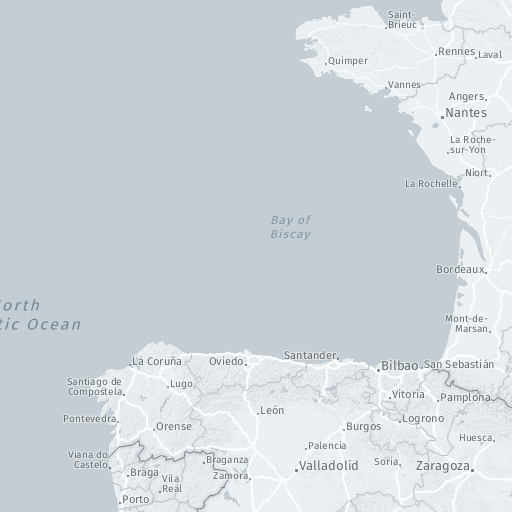 Saint-
Brieuc
Rennes
Laval
Quimper
Vannes
Angers
Nantes
La Roche-
sur-Yon
Niort
La Rochelle
Bay of
Biscay
Bordeaux
orth
tic Ocean
Mont-de-
Marsan
La Coruña
Oviedo
Santander
Bilbao
San Sebastián
Santiago de
Compostela
Lugo
Vitoria
Pamplona
León
Pontevedra
Orense
Burgos
Logrono
Huesca
Palencia
Viana do
Castelo
Braganza
Soria
Zaragoza
Valladolid
Braga
Vila
Real
Zamora
Porto